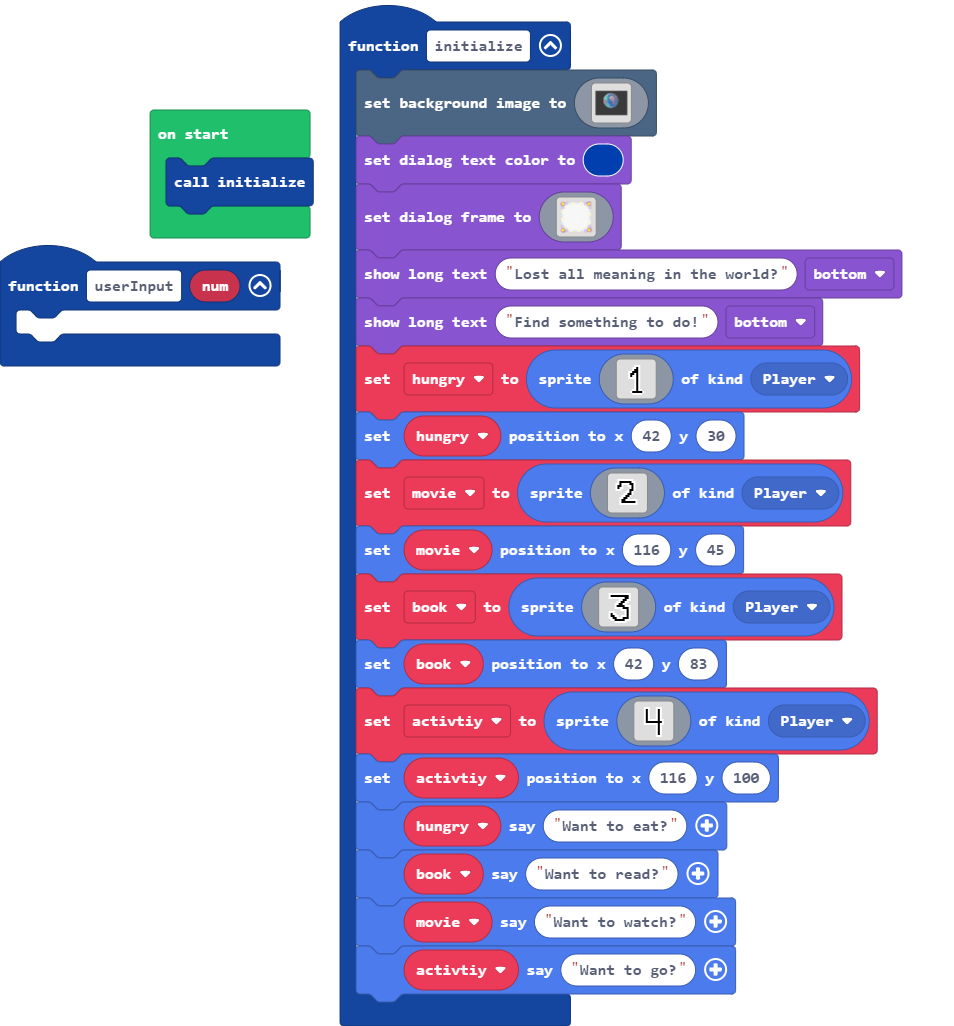 on start
call initialize
function userInput num
function initialize
set background image to
set dialog text color to
set dialog frame to
show long text "Lost all meaning in the world?" bottom
show long text "Find something to do!" bottom
set hungry to sprite 1 of kind Player
set hungry position to x 42 y 30
set movie to sprite 2 of kind Player
set movie position to x 116 y 45
set book to sprite 3 of kind Player
set book position to x 42 y 83
set activtiy to sprite 4 of kind Player
set activtiy position to x 116 y 100
hungry say "Want to eat?"
book say "Want to read?"
movie say "Want to watch?"
activtiy say "Want to go?"